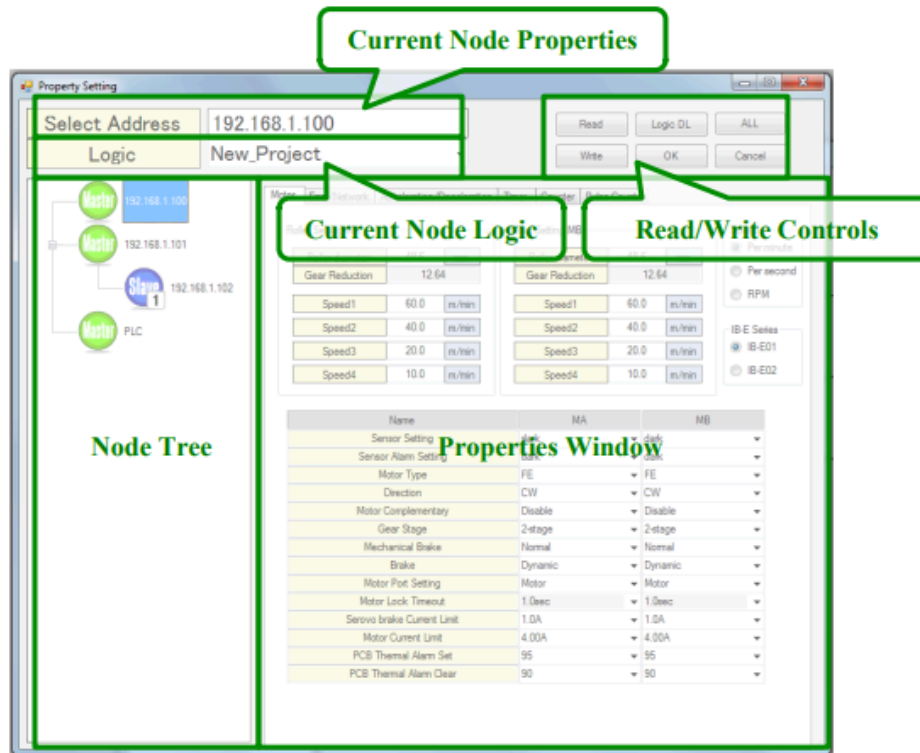 Current Node Properties
Property Setting
Select Address 192.168.1.100
Read Logic DL ALL
Logic New_Project
Write OK Cancel
Master 192.168.1.100
Master 192.168.1.101
Slave 1 192.168.1.102
Master PLC
Current Node Logic
Read/Write Controls
Per minute
Gear Reduction 12.64 Gear Reduction 12.64 Per second
RPM
Speed1 60.0 m/min Speed1 60.0 m/min
Speed2 40.0 m/min Speed2 40.0 m/min
IB-E Series
Speed3 20.0 m/min Speed3 20.0 m/min IB-E01
Speed4 10.0 m/min Speed4 10.0 m/min IB-E02
Node Tree
Properties Window
Name MA MB
Sensor Setting dark dark
Sensor Alarm Setting dark dark
Motor Type FE FE
Direction CW CW
Motor Complementary Disable Disable
Gear Stage 2-stage 2-stage
Mechanical Brake Normal Normal
Brake Dynamic Dynamic
Motor Port Setting Motor Motor
Motor Lock Timeout 1.0sec 1.0sec
Serovo brake Current Limit 1.0A 1.0A
Motor Current Limit 4.00A 4.00A
PCB Thermal Alarm Set 95 95
PCB Thermal Alarm Clear 90 90